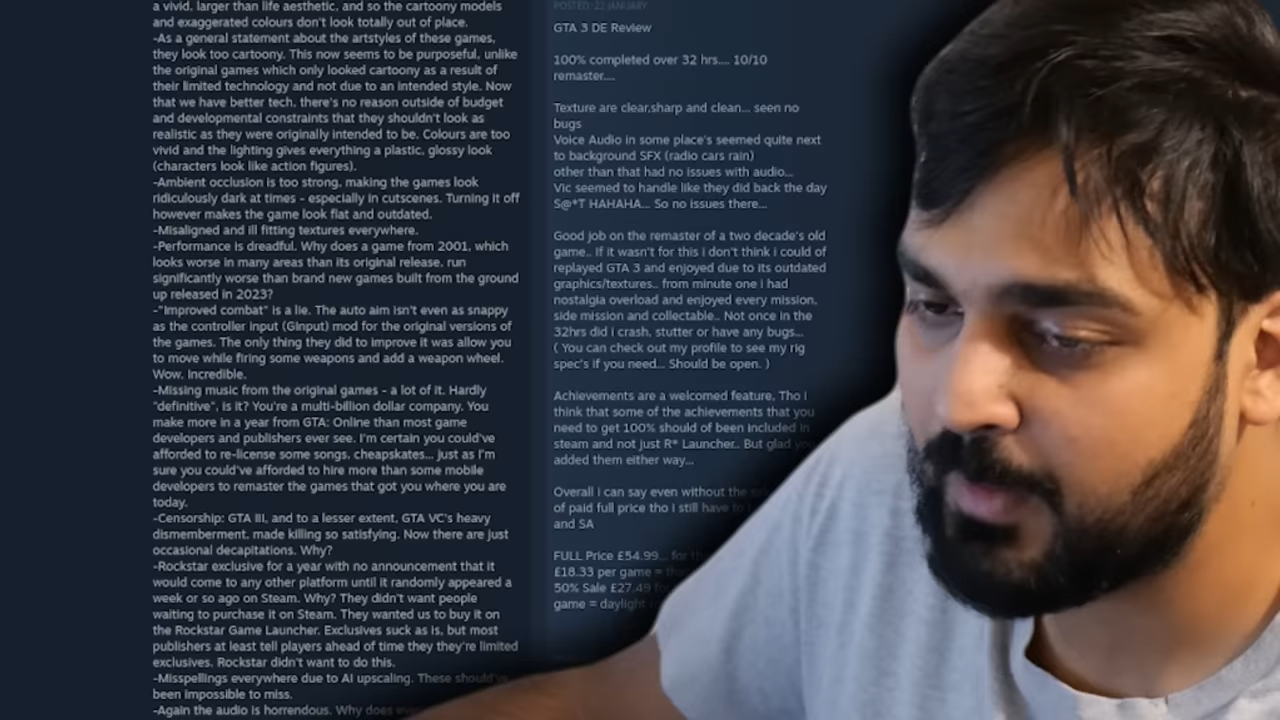 a vivid, larger than life aesthetic, and so the cartoony models
and exaggerated colours don't look totally out of place.
-As a general statement about the artstyles of these games,
they look too cartoony. This now seems to be purposeful, unlike
the original games which only looked cartoony as a result of
their limited technology and not due to an intended style. Now
that we have better tech, there's no reason outside of budget
and developmental constraints that they shouldn't look as
realistic as they were originally intended to be. Colours are too
vivid and the lighting gives everything a plastic, glossy look
(characters look like action figures).
-Ambient occlusion is too strong, making the games look
ridiculously dark at times - especially in cutscenes. Turning it off
however makes the game look flat and outdated.
-Misaligned and ill fitting textures everywhere.
-Performance is dreadful. Why does a game from 2001, which
looks worse in many areas than its original release, run
significantly worse than brand new games built from the ground
up released in 2023?
-"Improved combat" is a lie. The auto aim isn't even as snappy
as the controller input (GInput) mod for the original versions of
the games. The only thing they did to improve it was allow you
to move while firing some weapons and add a weapon wheel.
Wow. Incredible.
-Missing music from the original games - a lot of it. Hardly
"definitive", is it? You're a multi-billion dollar company. You
make more in a year from GTA: Online than most game
developers and publishers ever see. I'm certain you could've
afforded to re-license some songs, cheapskates... just as I'm
sure you could've afforded to hire more than some mobile
developers to remaster the games that got you where you are
today.
-Censorship: GTA III, and to a lesser extent, GTA VC's heavy
dismemberment, made killing so satisfying. Now there are just
occasional decapitations. Why?
-Rockstar exclusive for a year with no announcement that it
would come to any other platform until it randomly appeared a
week or so ago on Steam. Why? They didn't want people
waiting to purchase it on Steam. They wanted us to buy it on
the Rockstar Game Launcher. Exclusives suck as is, but most
publishers at least tell players ahead of time they they're limited
exclusives. Rockstar didn't want to do this.
-Misspellings everywhere due to AI upscaling. These should've
been impossible to miss.
-Again the audio is horrendous. Why does
POSTED: 22 JANUARY
GTA 3 DE Review
100% completed over 32 hrs.... 10/10
remaster....
Texture are clear,sharp and clean... seen no
bugs
Voice Audio in some place's seemed quite next
to background SFX (radio cars rain)
other than that had no issues with audio...
Vic seemed to handle like they did back the day
S@*T HAHAHA... So no issues there...
Good job on the remaster of a two decade's old
game.. if it wasn't for this i don't think i could of
replayed GTA 3 and enjoyed due to its outdated
graphics/textures.. from minute one i had
nostalgia overload and enjoyed every mission,
side mission and collectable.. Not once in the
32hrs did i crash, stutter or have any bugs...
( You can check out my profile to see my rig
spec's if you need... Should be open. )
Achievements are a welcomed feature, Tho i
think that some of the achievements that you
need to get 100% should of been included in
steam and not just R* Launcher.. But glad you
added them either way...
Overall i can say even without the
of paid full price tho i still have to
and SA
FULL Price £54.99... for
£18.33 per game =
50% Sale £27.49
game = daylight